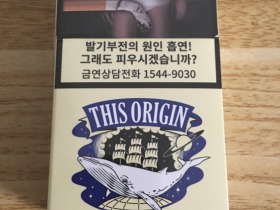 발기부전의 원인 흡연!
그래도 피우시겠습니까?
금연상담전화 1544-9030
THIS ORIGIN